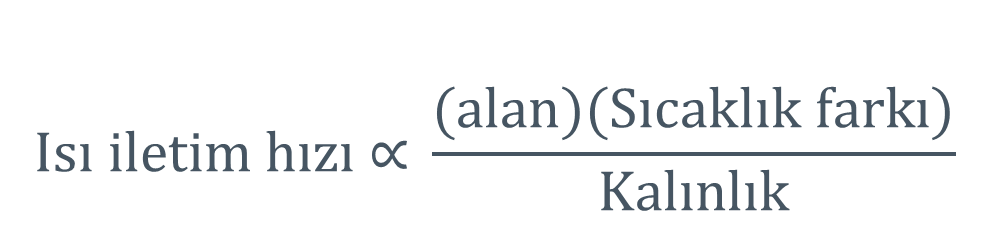 Isı iletim hızı ∝ (alan)(Sıcaklık farkı)
Kalınlık